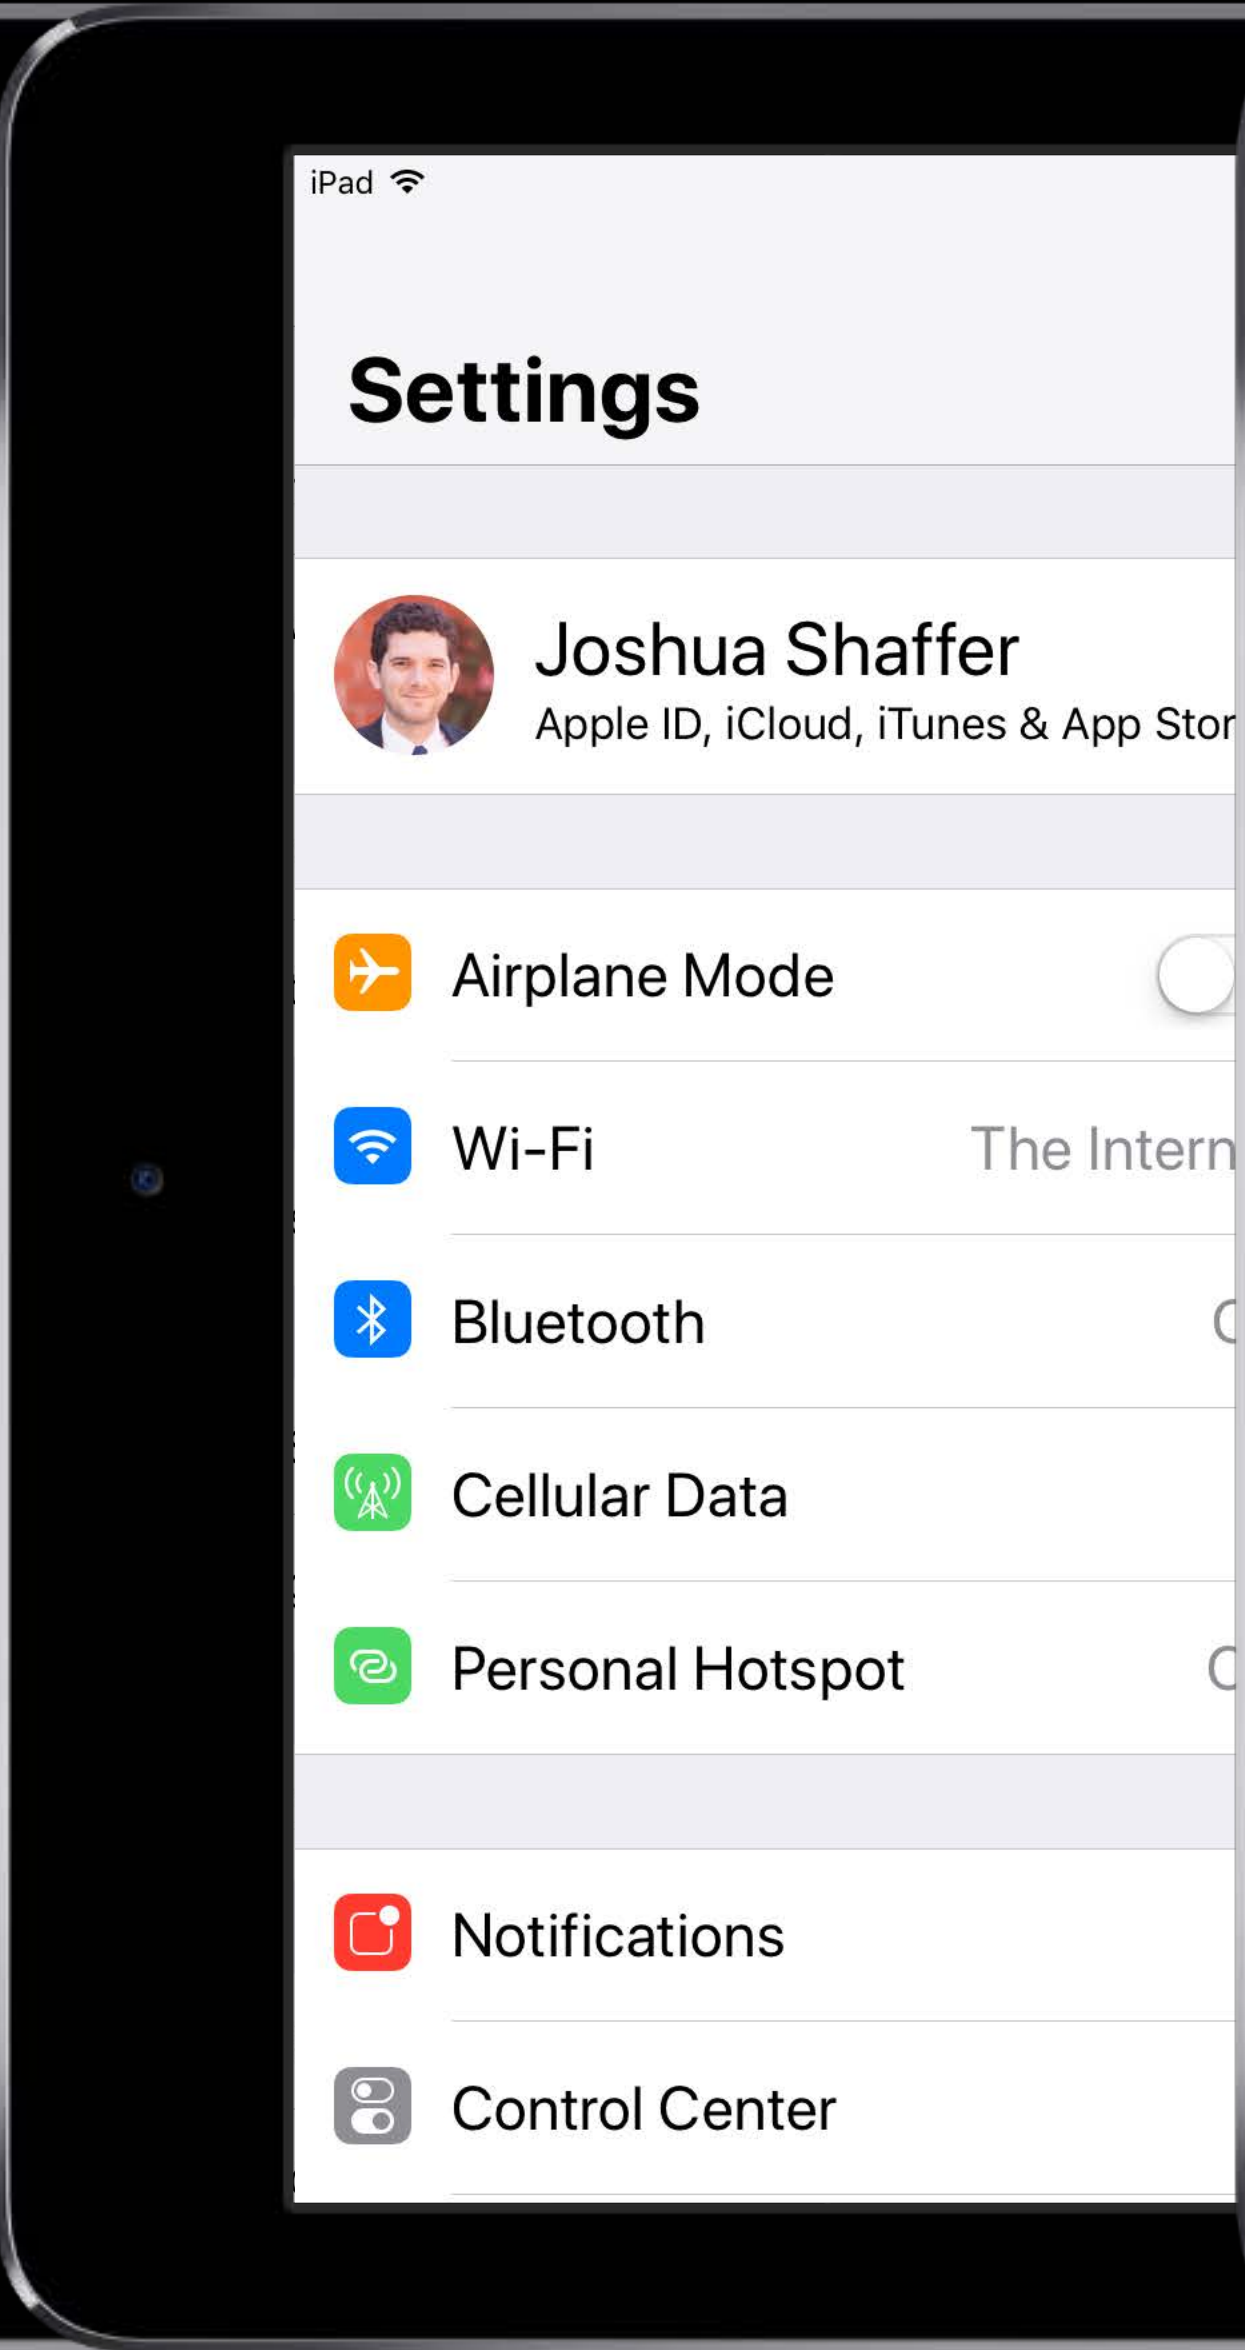 iPad
Settings
Joshua Shaffer
Apple ID, iCloud, iTunes & App Stor
Airplane Mode
Wi-Fi The Intern
Bluetooth
Cellular Data
Personal Hotspot
Notifications
Control Center